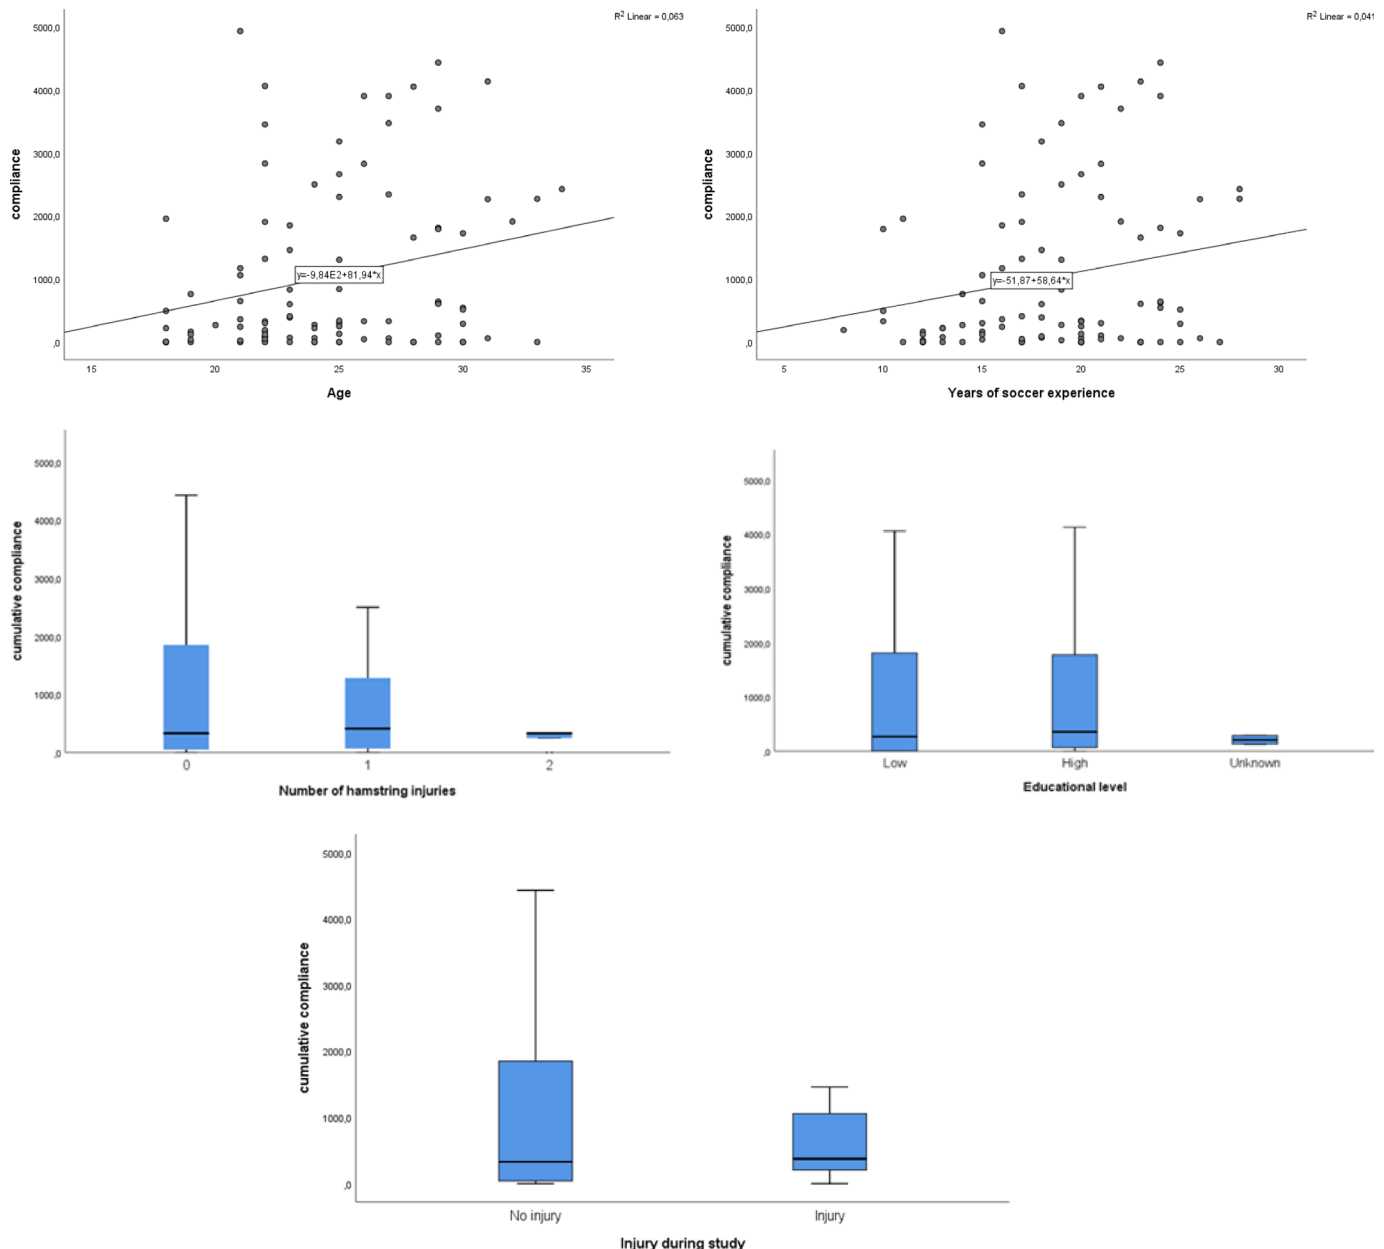 R2 Linear = 0,063
5000,0
4000,0
3000,0
2000,0
1000,0
,0
compliance
y=-9,84E2+81,94*x
15 20 25 30 35
Age
R2 Linear = 0,041
5000,0
4000,0
3000,0
2000,0
1000,0
,0
compliance
y=-51,87+58,64*x
5 10 15 20 25 30
Years of soccer experience
5000,0
4000,0
3000,0
2000,0
1000,0
,0
cumulative compliance
0 1 2
Number of hamstring injuries
5000,0
4000,0
3000,0
2000,0
1000,0
,0
cumulative compliance
Low High Unknown
Educational level
5000,0
4000,0
3000,0
2000,0
1000,0
,0
cumulative compliance
No injury Injury
Injury during study